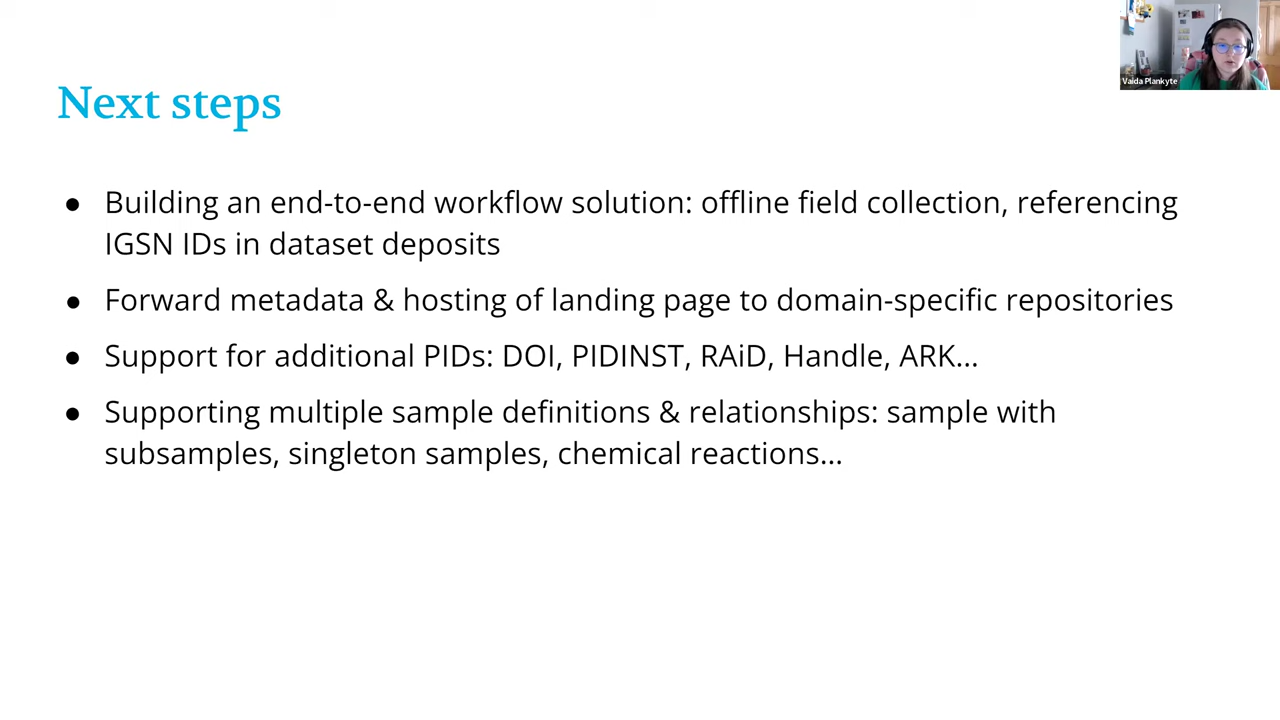 Vaida Plankyte
Next steps
● Building an end-to-end workflow solution: offline field collection, referencing
IGSN IDs in dataset deposits
● Forward metadata & hosting of landing page to domain-specific repositories
● Support for additional PIDs: DOI, PIDINST, RAiD, Handle, ARK...
● Supporting multiple sample definitions & relationships: sample with
subsamples, singleton samples, chemical reactions...